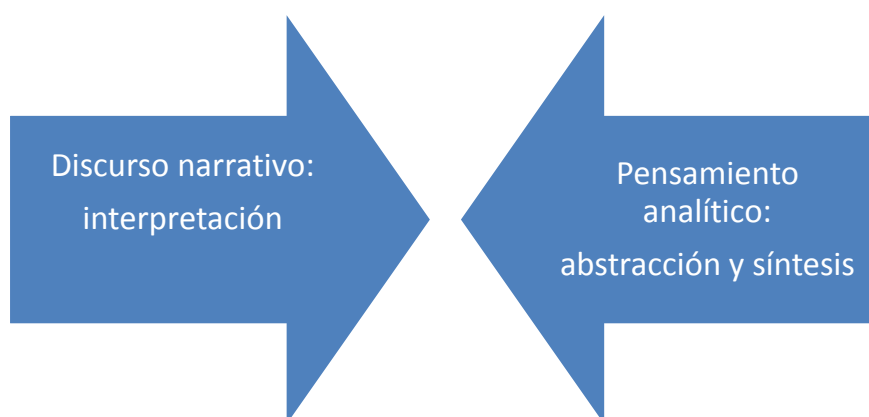 Discurso narrativo:
interpretación
Pensamiento
analítico:
abstracción y síntesis